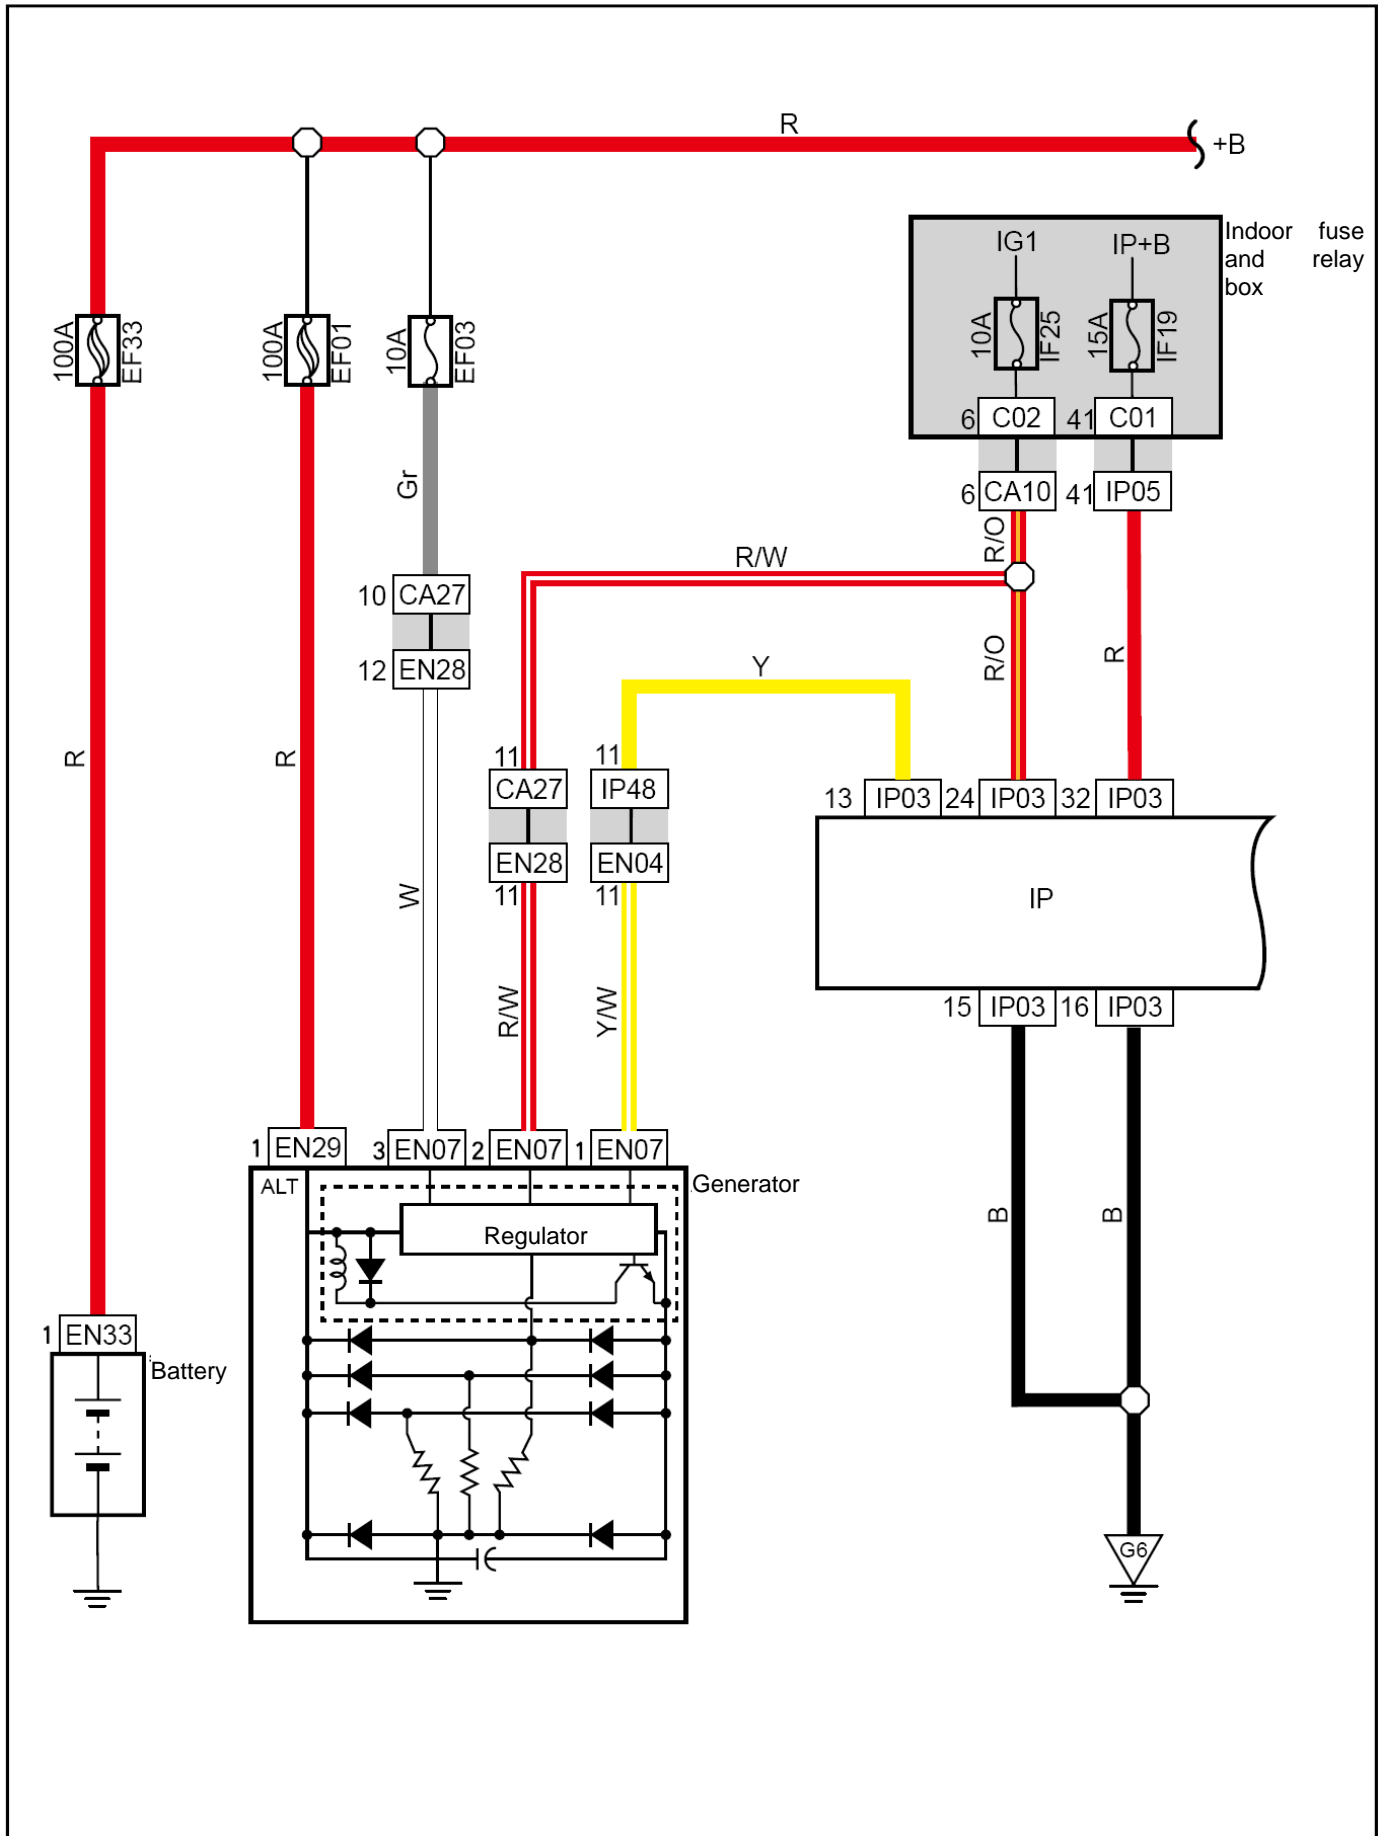 R
+B
Indoor fuse
and relay
box
IG1
IP+B
100A
EF33
100A
EF01
10A
EF03
10A
IF25
15A
IF19
6
C02
41
C01
6
CA10
41
IP05
Gr
R/O
R/W
10
CA27
12
EN28
R/O
R
Y
R
R
11
CA27
11
IP48
13
IP03
24
IP03
32
IP03
EN28
11
EN04
11
W
IP
R/W
Y/W
15
IP03
16
IP03
1
EN29
3
EN07
2
EN07
1
EN07
ALT
Generator
Regulator
B
B
1
EN33
Battery
G6